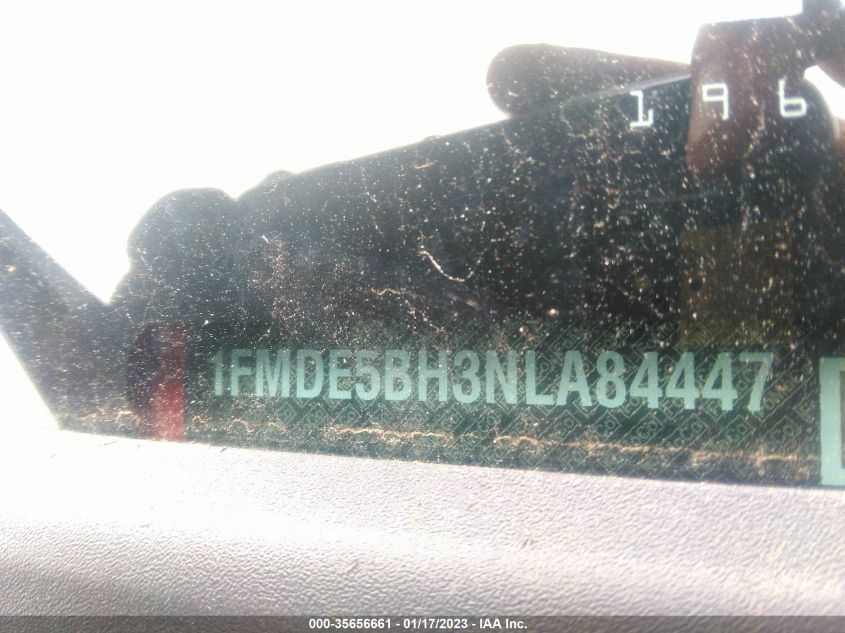 196
1FMDE5BH3NLA84447
000-35656661 - 01/17/2023 - IAA Inc.